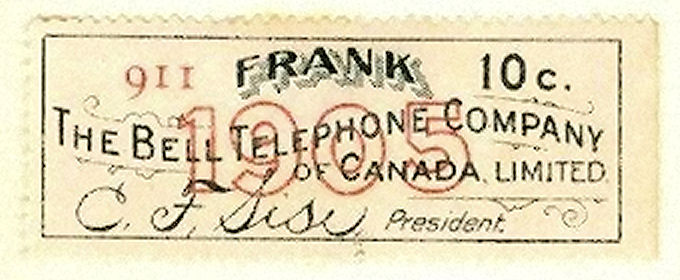 911 FRANK 10c.
1905
THE BELL TELEPHONE COMPANY
OF CANADA, LIMITED.
C. F. Sise President.